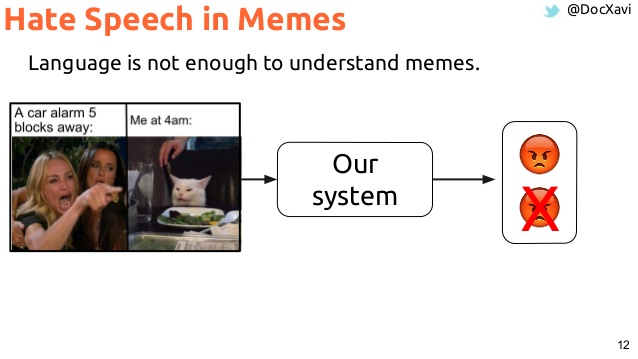 Hate Speech in Memes
@DocXavi
Language is not enough to understand memes.
A car alarm 5
blocks away:
Me at 4am:
Our
system
12